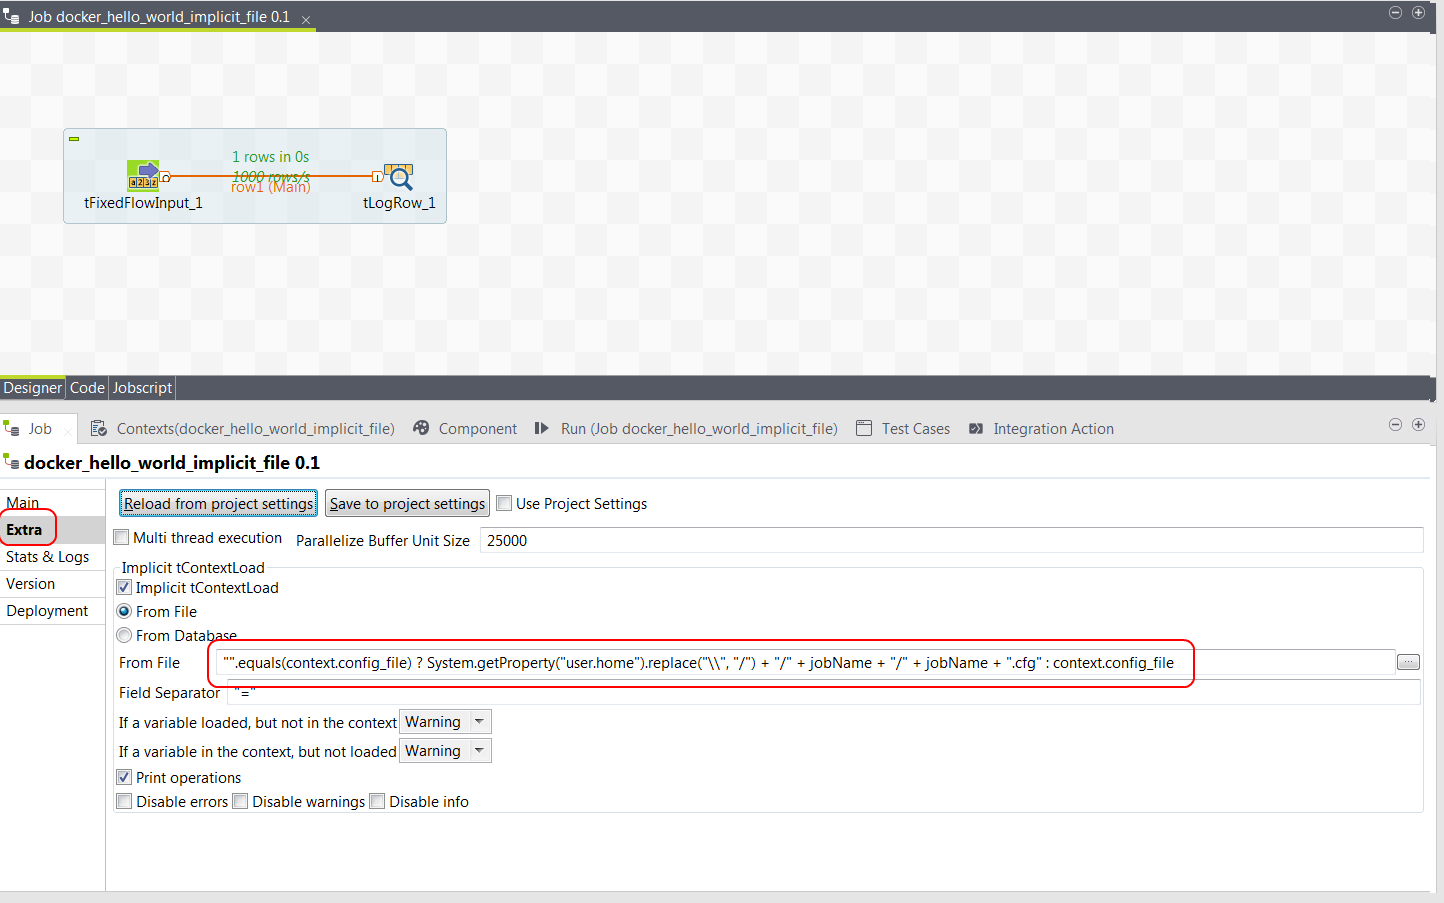 Job docker_hello_world_implicit_file 0.1
1 rows in 0s
1000 rows/s
row1 (Main)
tFixedFlowInput_1
tLogRow_1
Designer Code Jobscript
Job Contexts(docker_hello_world_implicit_file) Component Run (Job docker_hello_world_implicit_file) Test Cases Integration Action
docker_hello_world_implicit_file 0.1
Main
Extra
Stats & Logs
Version
Deployment
Reload from project settings Save to project settings Use Project Settings
Multi thread execution Parallelize Buffer Unit Size 25000
Implicit tContextLoad
Implicit tContextLoad
From File
From Database
From File "".equals(context.config_file) ? System.getProperty("user.home").replace("\\", "/") + "/" + jobName + "/" + jobName + ".cfg" : context.config_file ...
Field Separator "="
If a variable loaded, but not in the context Warning
If a variable in the context, but not loaded Warning
Print operations
Disable errors Disable warnings Disable info